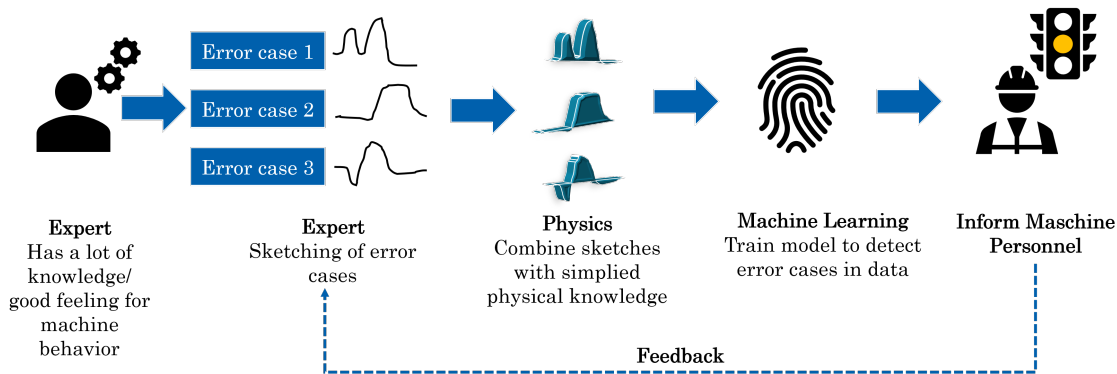 Error case 1
Error case 2
Error case 3
Expert
Has a lot of
knowledge/
good feeling for
machine
behavior
Expert
Sketching of error
cases
Physics
Combine sketches
with simplied
physical knowledge
Machine Learning
Train model to detect
error cases in data
Inform Maschine
Personnel
Feedback